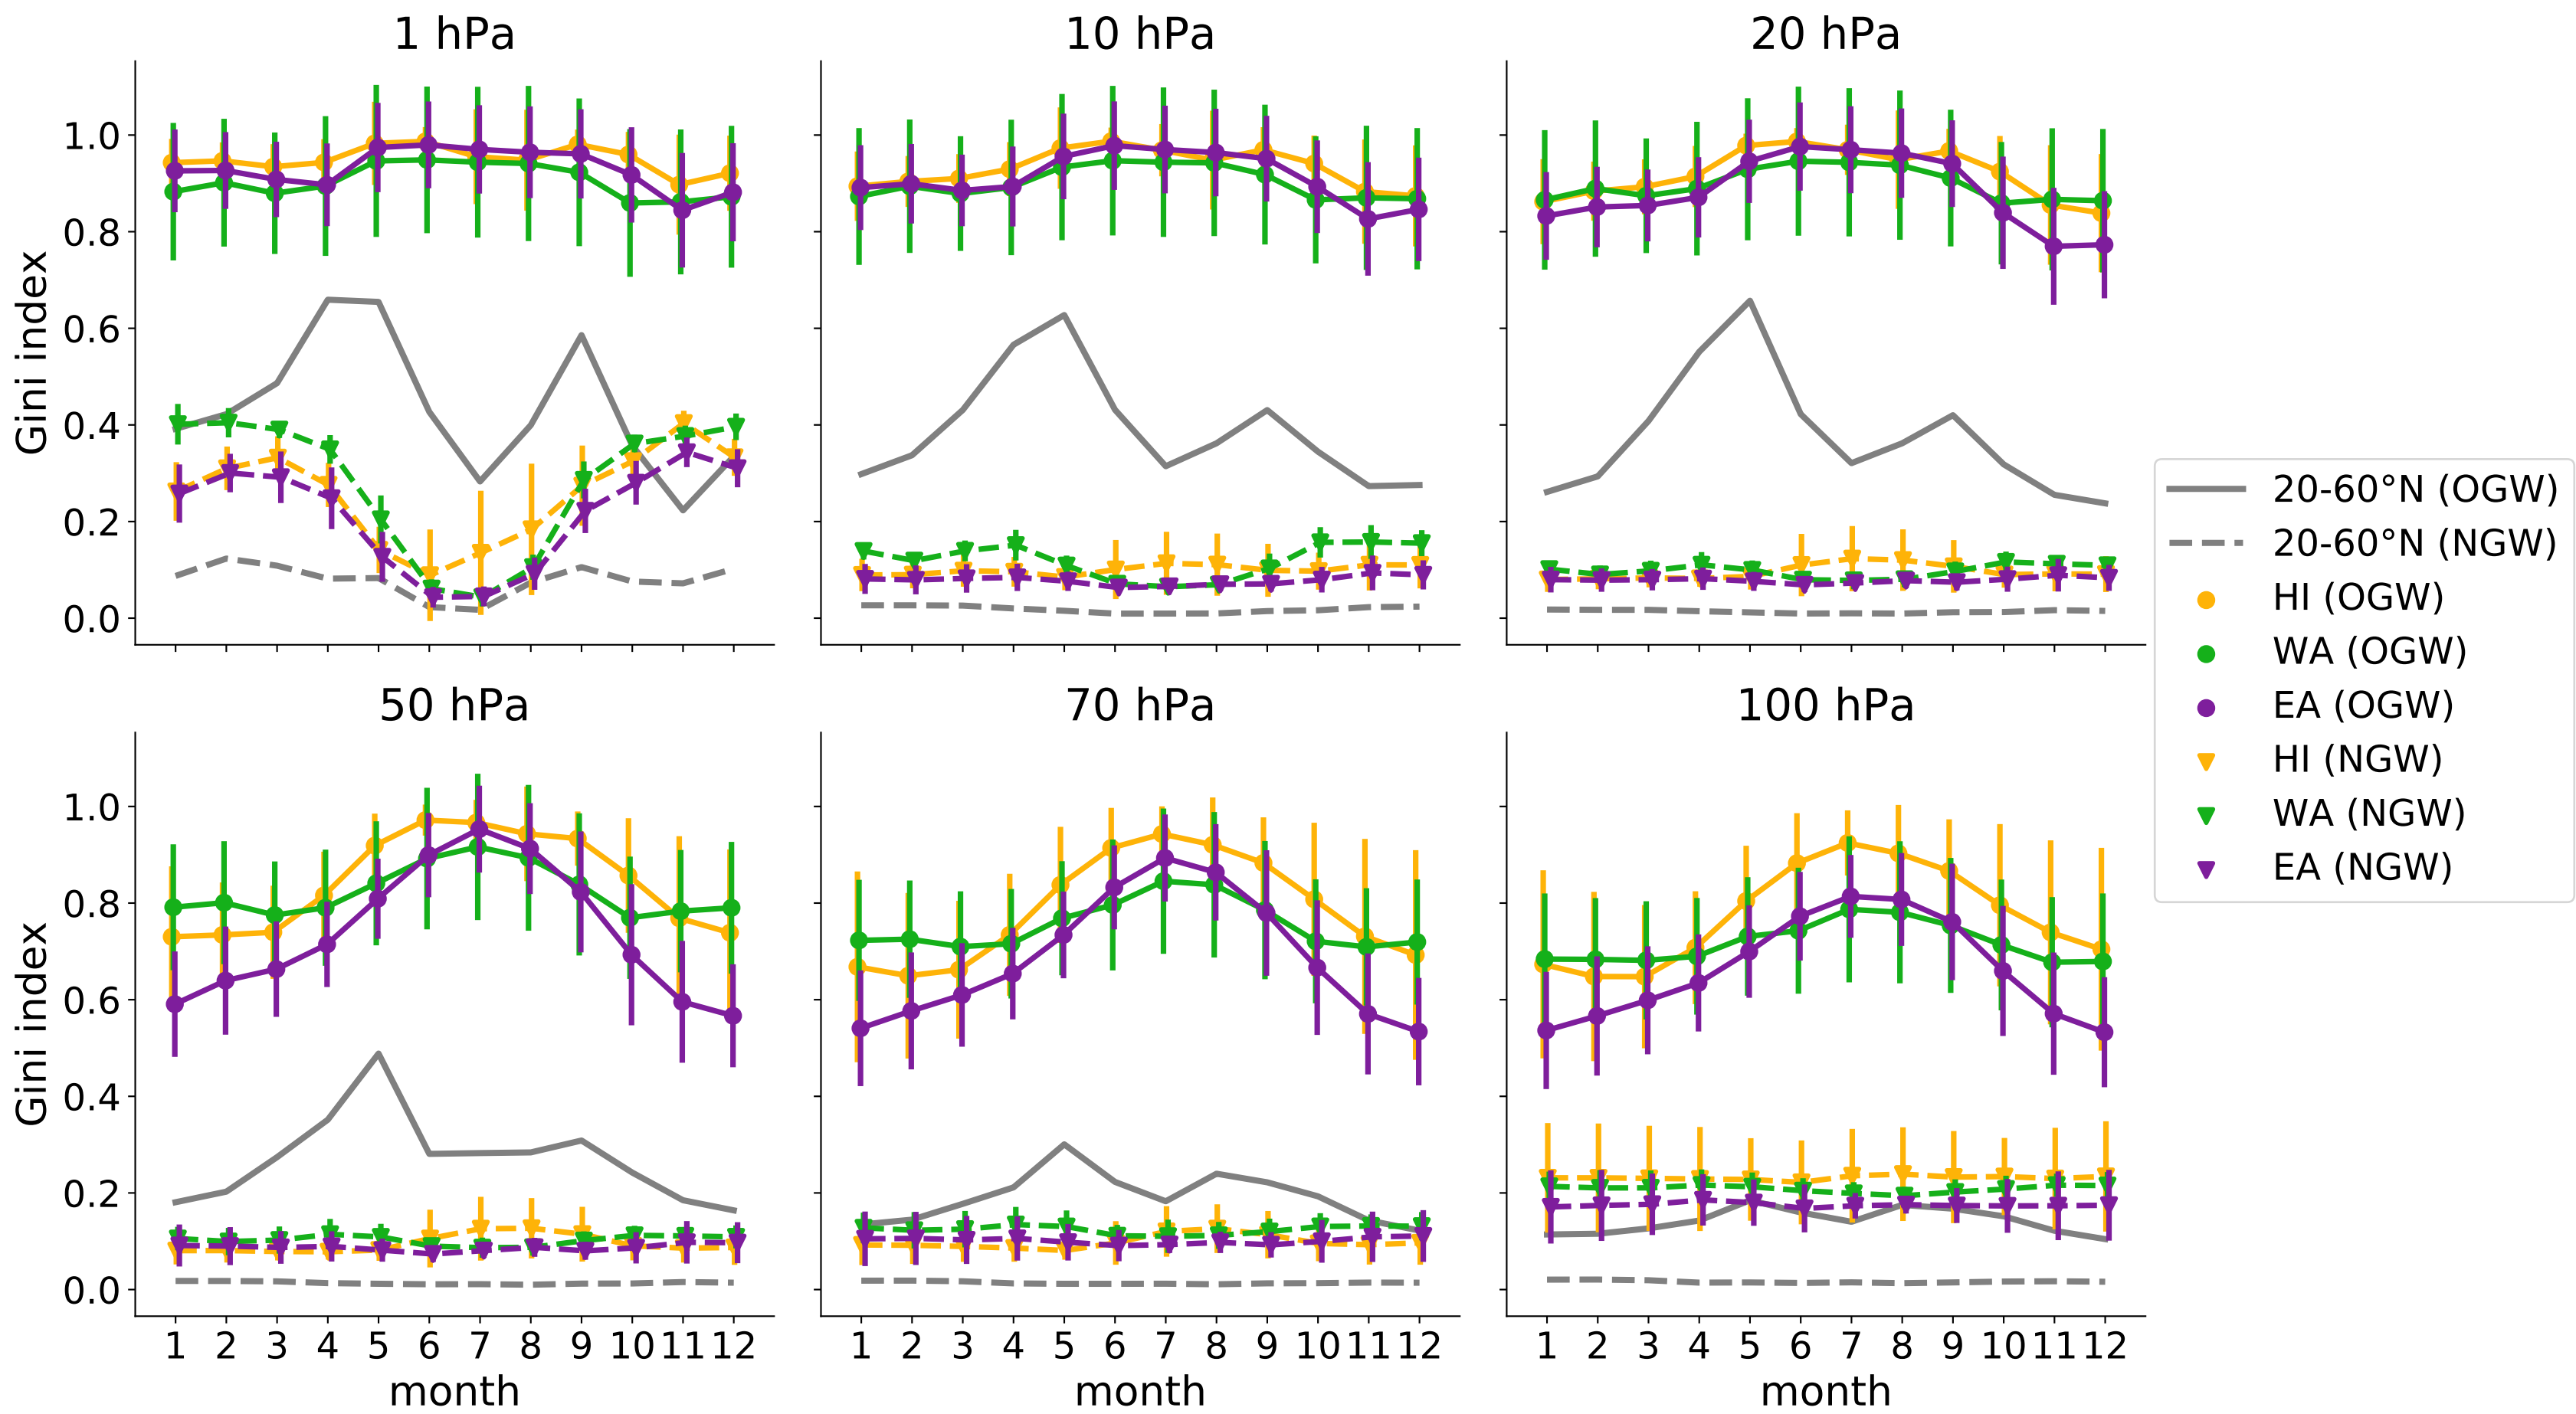 1 hPa
10 hPa
20 hPa
Gini index
1.0
0.8
0.6
0.4
0.2
0.0
20-60°N (OGW)
20-60°N (NGW)
HI (OGW)
WA (OGW)
EA (OGW)
HI (NGW)
WA (NGW)
EA (NGW)
50 hPa
70 hPa
100 hPa
Gini index
1.0
0.8
0.6
0.4
0.2
0.0
1 2 3 4 5 6 7 8 9 10 11 12
1 2 3 4 5 6 7 8 9 10 11 12
1 2 3 4 5 6 7 8 9 10 11 12
month
month
month